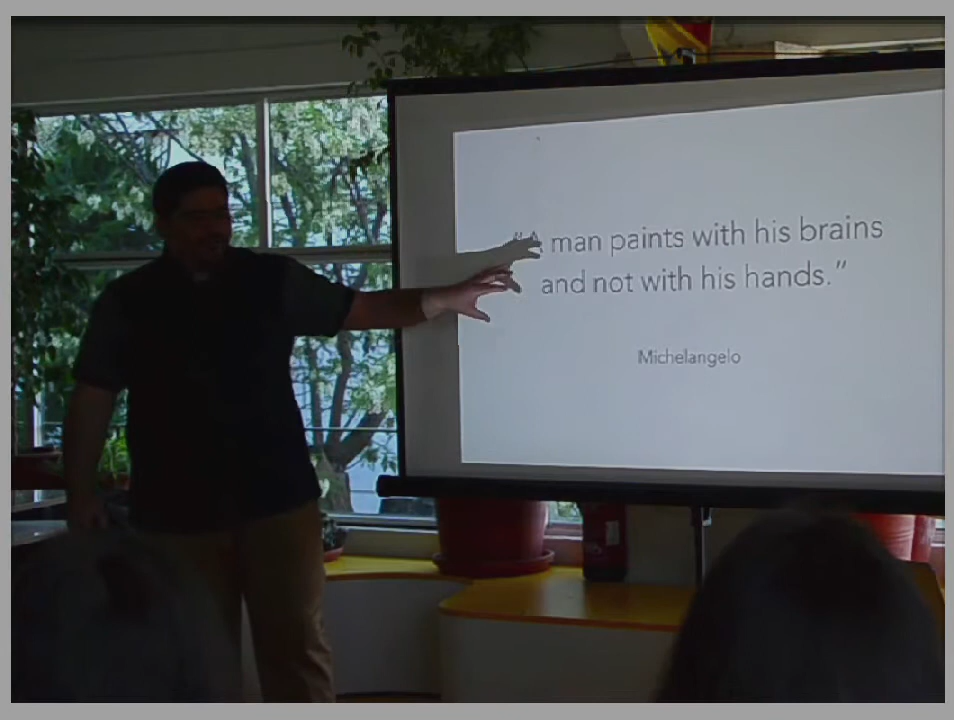 “A man paints with his brains
and not with his hands.”
Michelangelo